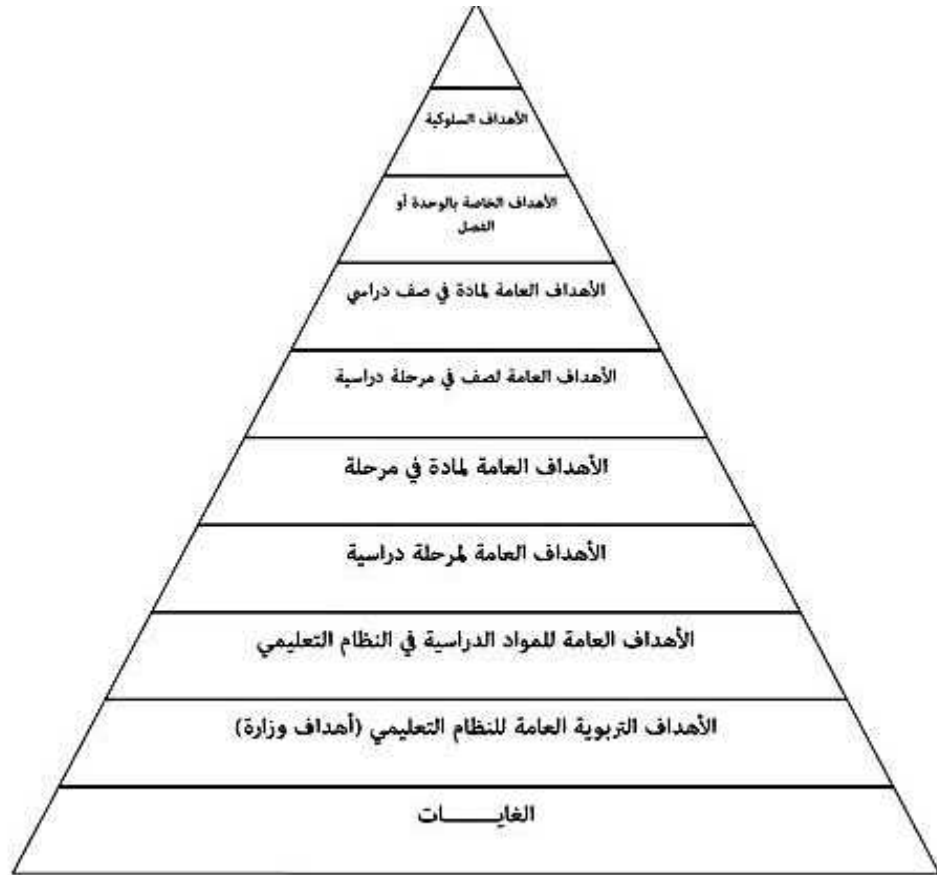 الأهداف السلوكية
الأهداف الخاصة بالوحدة أو
الفصل
الأهداف العامة لمادة في صف دراسي
الأهداف العامة لصف في مرحلة دراسية
الأهداف العامة لمادة في مرحلة
الأهداف العامة لمرحلة دراسية
الأهداف العامة للمواد الدراسية في النظام التعليمي
الأهداف التربوية العامة للنظام التعليمي (أهداف وزارة)
الغايـــــــات